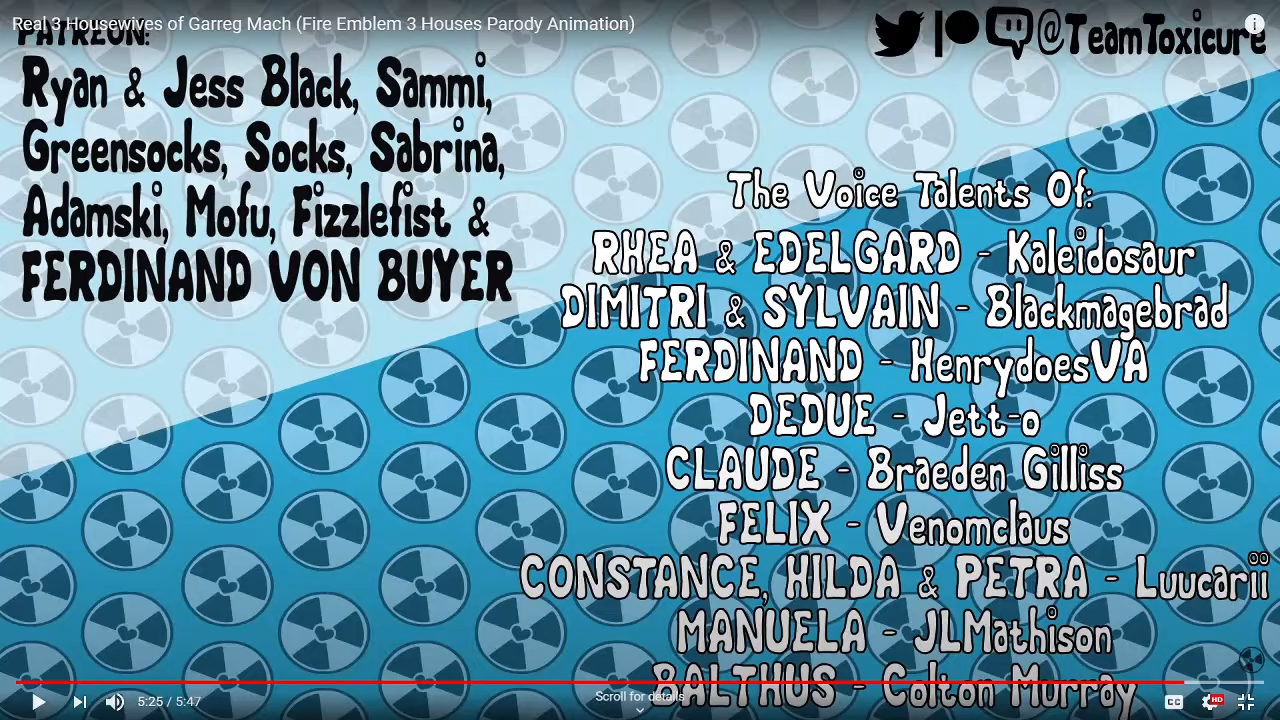 Real 3 Housewives of Garreg Mach (Fire Emblem 3 Houses Parody Animation)
PATREON:
Ryan & Jess Black, Sammi,
Greensocks, Socks, Sabrina,
Adamski, Mofu, Fizzlefist &
FERDINAND VON BUYER
@TeamToxicure
The Voice Talents Of:
RHEA & EDELGARD - Kaleidosaur
DIMITRI & SYLVAIN - Blackmagebrad
FERDINAND - HenrydoesVA
DEDUE - Jett-o
CLAUDE - Braeden Gilliss
FELIX - Venomclaus
CONSTANCE, HILDA & PETRA - Luucarii
MANUELA - JLMathison
BALTHUS - Colton Murray
Scroll for details
5:25 / 5:47
CC
HD